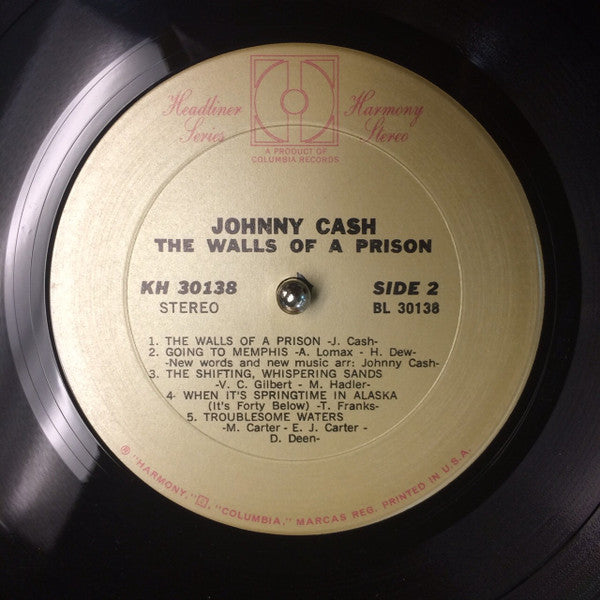 Headliner Harmony
Series Stereo
A PRODUCT OF
COLUMBIA RECORDS
JOHNNY CASH
THE WALLS OF A PRISON
KH 30138 SIDE 2
STEREO BL 30138
1. THE WALLS OF A PRISON -J. Cash-
2. GOING TO MEMPHIS -A. Lomax - H. Dew-
-New words and new music arr: Johnny Cash-
3. THE SHIFTING, WHISPERING SANDS
-V. C. Gilbert - M. Hadler-
4- WHEN IT'S SPRINGTIME IN ALASKA
(It's Forty Below) -T. Franks-
5. TROUBLESOME WATERS
-M. Carter - E. J. Carter -
D. Deen-
® "HARMONY," "COLUMBIA," MARCAS REG. PRINTED IN U.S.A.